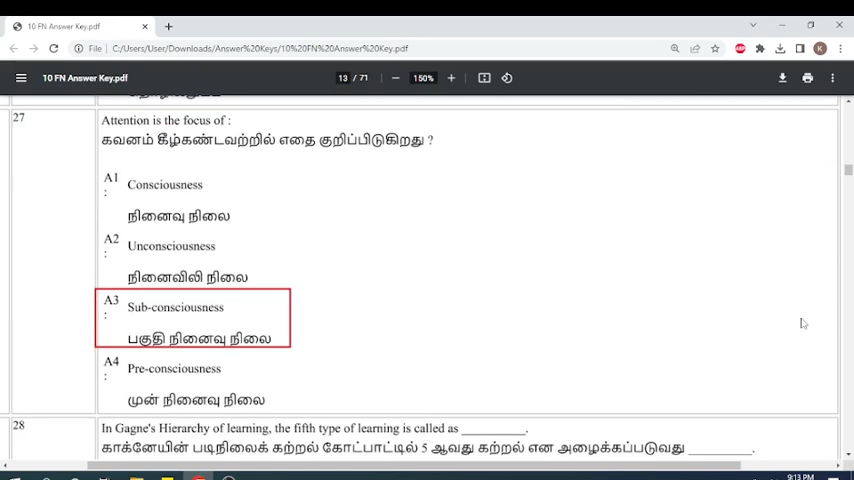 10 FN Answer Key.pdf
File
C:/Users/User/Downloads/Answer%20Keys/10%20FN%20Answer%20Key.pdf
ABP
K
10 FN Answer Key.pdf
13 / 71
150%
27
Attention is the focus of :
கவனம் கீழ்கண்டவற்றில் எதை குறிப்பிடுகிறது ?
A1 :
Consciousness
நினைவு நிலை
A2 :
Unconsciousness
நினைவிலி நிலை
A3 :
Sub-consciousness
பகுதி நினைவு நிலை
A4 :
Pre-consciousness
முன் நினைவு நிலை
28
In Gagne's Hierarchy of learning, the fifth type of learning is called as __________.
காக்னேயின் படிநிலைக் கற்றல் கோட்பாட்டில் 5 ஆவது கற்றல் என அழைக்கப்படுவது __________.
9:13 PM